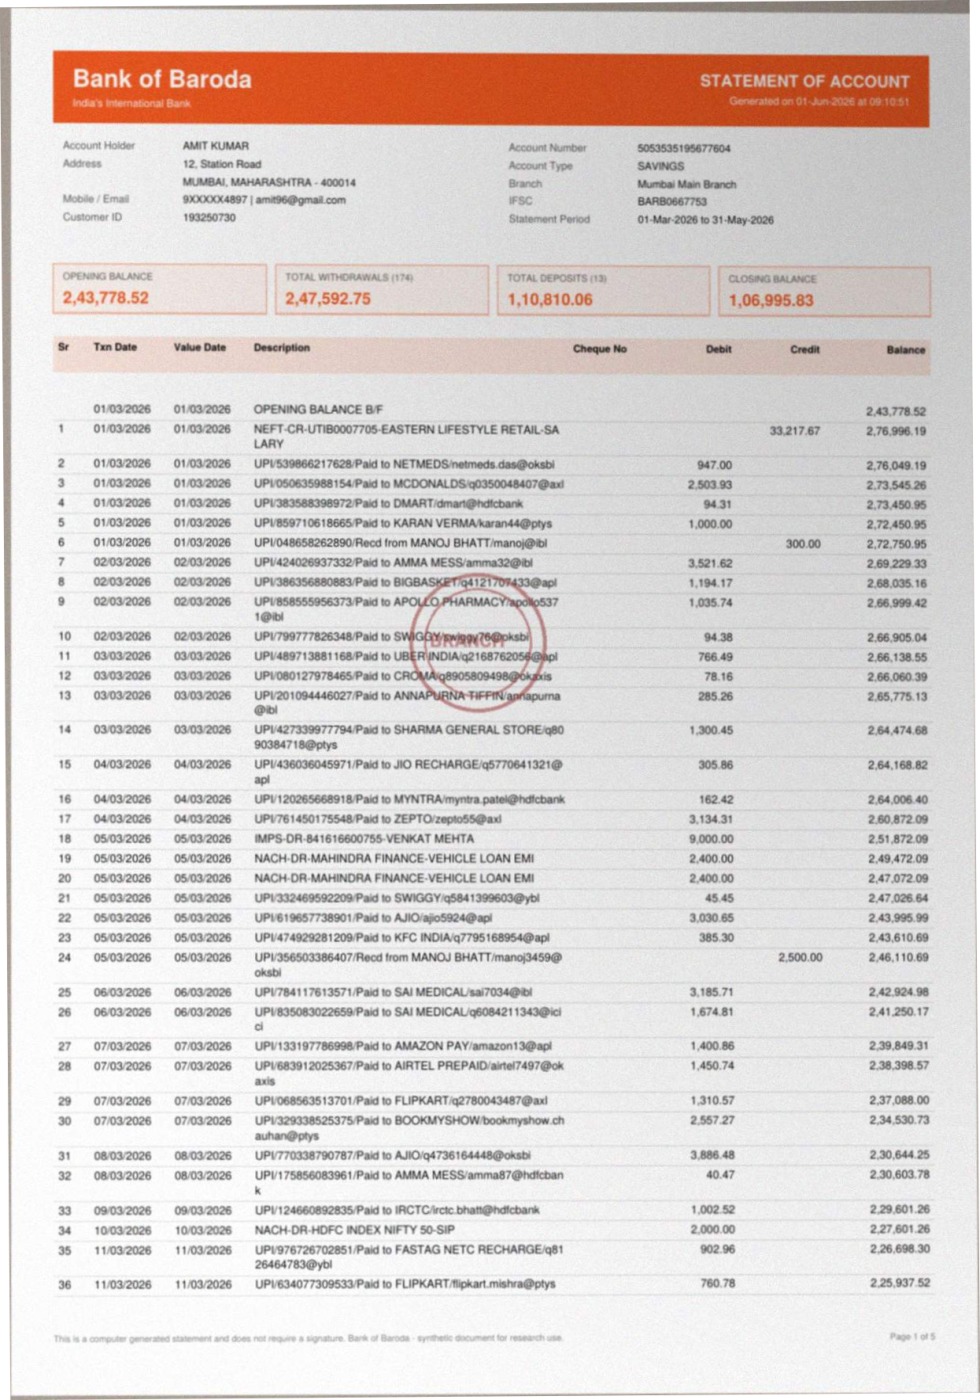 Bank of Baroda
India's International Bank
STATEMENT OF ACCOUNT
Generated on 01-Jun-2026 at 09:10:51
Account Holder AMIT KUMAR
Address 12, Station Road
MUMBAI, MAHARASHTRA - 400014
Mobile / Email 9XXXXX4897 | amit96@gmail.com
Customer ID 193250730
Account Number 5053535195677604
Account Type SAVINGS
Branch Mumbai Main Branch
IFSC BARB0667753
Statement Period 01-Mar-2026 to 31-May-2026
OPENING BALANCE
2,43,778.52
TOTAL WITHDRAWALS (174)
2,47,592.75
TOTAL DEPOSITS (13)
1,10,810.06
CLOSING BALANCE
1,06,995.83
Sr Txn Date Value Date Description Cheque No Debit Credit Balance
01/03/2026 01/03/2026 OPENING BALANCE B/F 2,43,778.52
1 01/03/2026 01/03/2026 NEFT-CR-UTIB0007705-EASTERN LIFESTYLE RETAIL-SA 33,217.67 2,76,996.19
LARY
2 01/03/2026 01/03/2026 UPI/539866217628/Paid to NETMEDS/netmeds.das@oksbi 947.00 2,76,049.19
3 01/03/2026 01/03/2026 UPI/050635988154/Paid to MCDONALDS/q0350048407@axl 2,503.93 2,73,545.26
4 01/03/2026 01/03/2026 UPI/383588398972/Paid to DMART/dmart@hdfcbank 94.31 2,73,450.95
5 01/03/2026 01/03/2026 UPI/859710618665/Paid to KARAN VERMA/karan44@ptys 1,000.00 2,72,450.95
6 01/03/2026 01/03/2026 UPI/048658262890/Recd from MANOJ BHATT/manoj@ibl 300.00 2,72,750.95
7 02/03/2026 02/03/2026 UPI/424026937332/Paid to AMMA MESS/amma32@ibl 3,521.62 2,69,229.33
8 02/03/2026 02/03/2026 UPI/386356880883/Paid to BIGBASKET/q4121707433@apl 1,194.17 2,68,035.16
9 02/03/2026 02/03/2026 UPI/858555956373/Paid to APOLLO PHARMACY/apollo537 1,035.74 2,66,999.42
1@ibl
10 02/03/2026 02/03/2026 UPI/799777826348/Paid to SWIGGY/swiggy76@oksbi 94.38 2,66,905.04
BRANCH
11 03/03/2026 03/03/2026 UPI/489713881168/Paid to UBER INDIA/q2168762056@apl 766.49 2,66,138.55
12 03/03/2026 03/03/2026 UPI/080127978465/Paid to CROMA/q8905809498@okaxis 78.16 2,66,060.39
13 03/03/2026 03/03/2026 UPI/201094446027/Paid to ANNAPURNA TIFFIN/annapurna 285.26 2,65,775.13
@ibl
14 03/03/2026 03/03/2026 UPI/427339977794/Paid to SHARMA GENERAL STORE/q80 1,300.45 2,64,474.68
90384718@ptys
15 04/03/2026 04/03/2026 UPI/436036045971/Paid to JIO RECHARGE/q5770641321@ 305.86 2,64,168.82
apl
16 04/03/2026 04/03/2026 UPI/120265668918/Paid to MYNTRA/myntra.patel@hdfcbank 162.42 2,64,006.40
17 04/03/2026 04/03/2026 UPI/761450175548/Paid to ZEPTO/zepto55@axl 3,134.31 2,60,872.09
18 05/03/2026 05/03/2026 IMPS-DR-841616600755-VENKAT MEHTA 9,000.00 2,51,872.09
19 05/03/2026 05/03/2026 NACH-DR-MAHINDRA FINANCE-VEHICLE LOAN EMI 2,400.00 2,49,472.09
20 05/03/2026 05/03/2026 NACH-DR-MAHINDRA FINANCE-VEHICLE LOAN EMI 2,400.00 2,47,072.09
21 05/03/2026 05/03/2026 UPI/332469592209/Paid to SWIGGY/q5841399603@ybl 45.45 2,47,026.64
22 05/03/2026 05/03/2026 UPI/619657738901/Paid to AJIO/ajio5924@apl 3,030.65 2,43,995.99
23 05/03/2026 05/03/2026 UPI/474929281209/Paid to KFC INDIA/q7795168954@apl 385.30 2,43,610.69
24 05/03/2026 05/03/2026 UPI/356503386407/Recd from MANOJ BHATT/manoj3459@ 2,500.00 2,46,110.69
oksbi
25 06/03/2026 06/03/2026 UPI/784117613571/Paid to SAI MEDICAL/sai7034@ibl 3,185.71 2,42,924.98
26 06/03/2026 06/03/2026 UPI/835083022659/Paid to SAI MEDICAL/q6084211343@ici 1,674.81 2,41,250.17
ci
27 07/03/2026 07/03/2026 UPI/133197786998/Paid to AMAZON PAY/amazon13@apl 1,400.86 2,39,849.31
28 07/03/2026 07/03/2026 UPI/683912025367/Paid to AIRTEL PREPAID/airtel7497@ok 1,450.74 2,38,398.57
axis
29 07/03/2026 07/03/2026 UPI/068563513701/Paid to FLIPKART/q2780043487@axl 1,310.57 2,37,088.00
30 07/03/2026 07/03/2026 UPI/329338525375/Paid to BOOKMYSHOW/bookmyshow.ch 2,557.27 2,34,530.73
auhan@ptys
31 08/03/2026 08/03/2026 UPI/770338790787/Paid to AJIO/q4736164448@oksbi 3,886.48 2,30,644.25
32 08/03/2026 08/03/2026 UPI/175856083961/Paid to AMMA MESS/amma87@hdfcban 40.47 2,30,603.78
k
33 09/03/2026 09/03/2026 UPI/124660892835/Paid to IRCTC/irctc.bhatt@hdfcbank 1,002.52 2,29,601.26
34 10/03/2026 10/03/2026 NACH-DR-HDFC INDEX NIFTY 50-SIP 2,000.00 2,27,601.26
35 11/03/2026 11/03/2026 UPI/976726702851/Paid to FASTAG NETC RECHARGE/q81 902.96 2,26,698.30
26464783@ybl
36 11/03/2026 11/03/2026 UPI/634077309533/Paid to FLIPKART/flipkart.mishra@ptys 760.78 2,25,937.52
This is a computer generated statement and does not require a signature. Bank of Baroda - synthetic document for research use.
Page 1 of 5